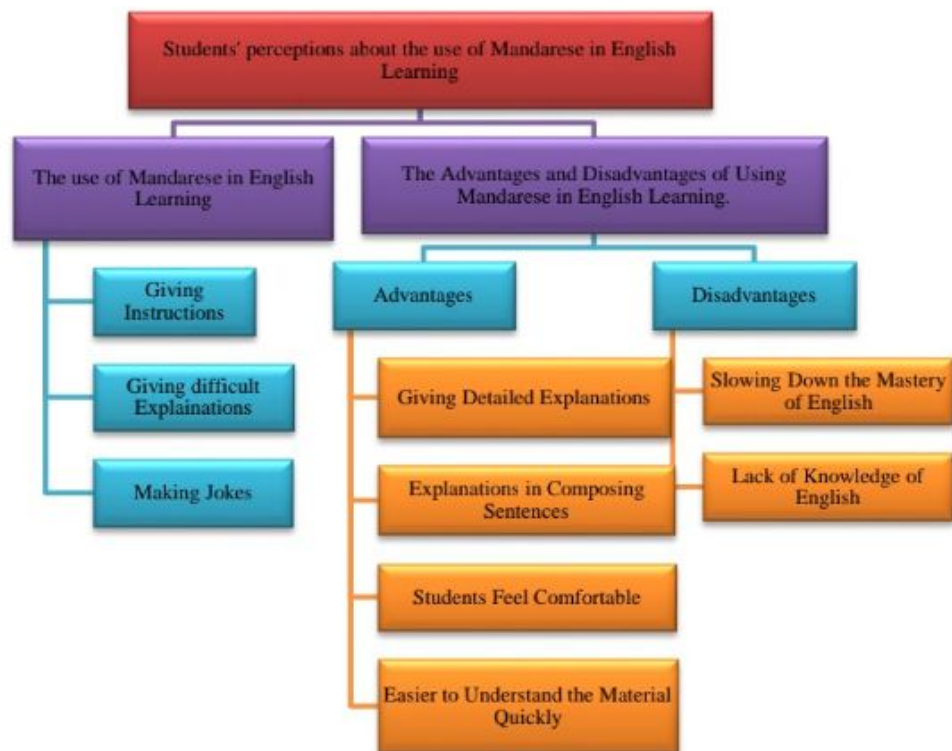 Students' perceptions about the use of Mandarese in English
Learning
The use of Mandarese in English
Learning
The Advantages and Disadvantages of Using
Mandarese in English Learning.
Giving
Instructions
Giving difficult
Explainations
Making Jokes
Advantages
Giving Detailed Explanations
Explanations in Composing
Sentences
Students Feel Comfortable
Easier to Understand the Material
Quickly
Disadvantages
Slowing Down the Mastery
of English
Lack of Knowledge of
English